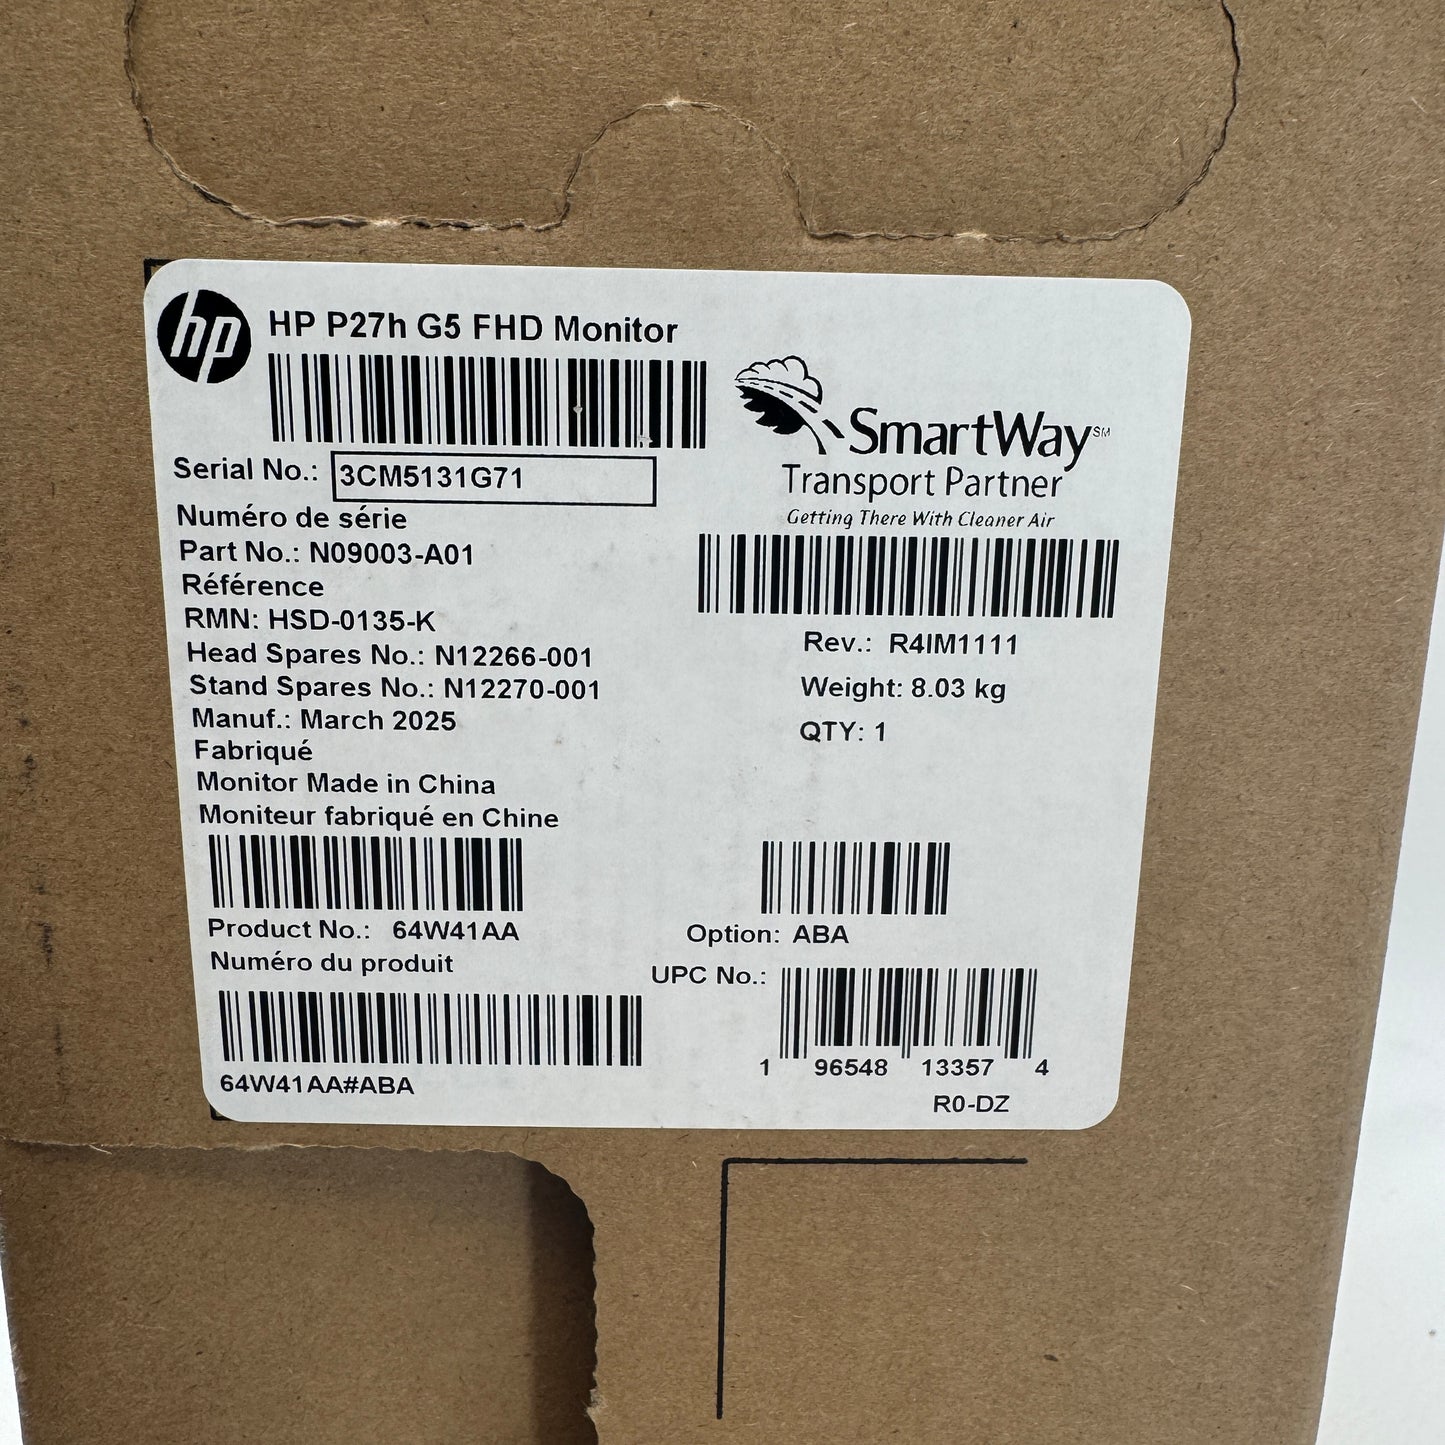 hp
HP P27h G5 FHD Monitor
Serial No.: 3CM5131G71
Numéro de série
Part No.: N09003-A01
Référence
RMN: HSD-0135-K
Head Spares No.: N12266-001
Stand Spares No.: N12270-001
Manuf.: March 2025
Fabriqué
Monitor Made in China
Moniteur fabriqué en Chine
Product No.: 64W41AA
Numéro du produit
64W41AA#ABA
SmartWay℠
Transport Partner
Getting There With Cleaner Air
Rev.: R4IM1111
Weight: 8.03 kg
QTY: 1
Option: ABA
UPC No.:
1 96548 13357 4
R0-DZ